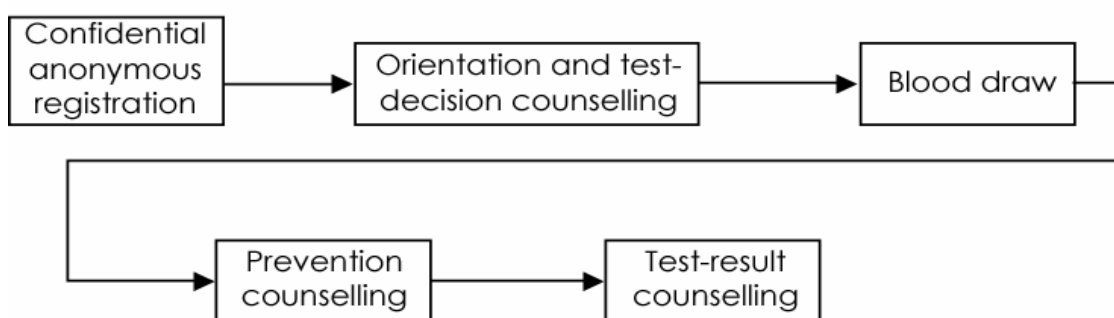 Confidential
anonymous
registration
Orientation and test-
decision counselling
Blood draw
Prevention
counselling
Test-result
counselling